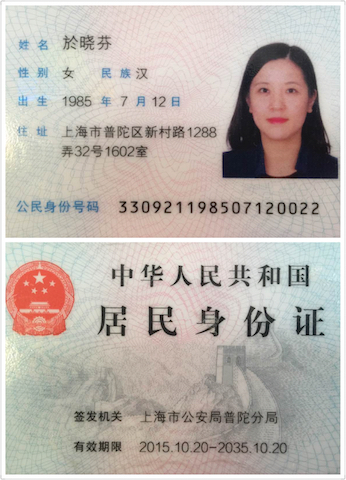 姓名 於晓芬
性别 女 民族 汉
出生 1985 年 7 月 12 日
住址 上海市普陀区新村路1288
弄32号1602室
公民身份号码 330921198507120022
中华人民共和国
居民身份证
签发机关 上海市公安局普陀分局
有效期限 2015.10.20-2035.10.20